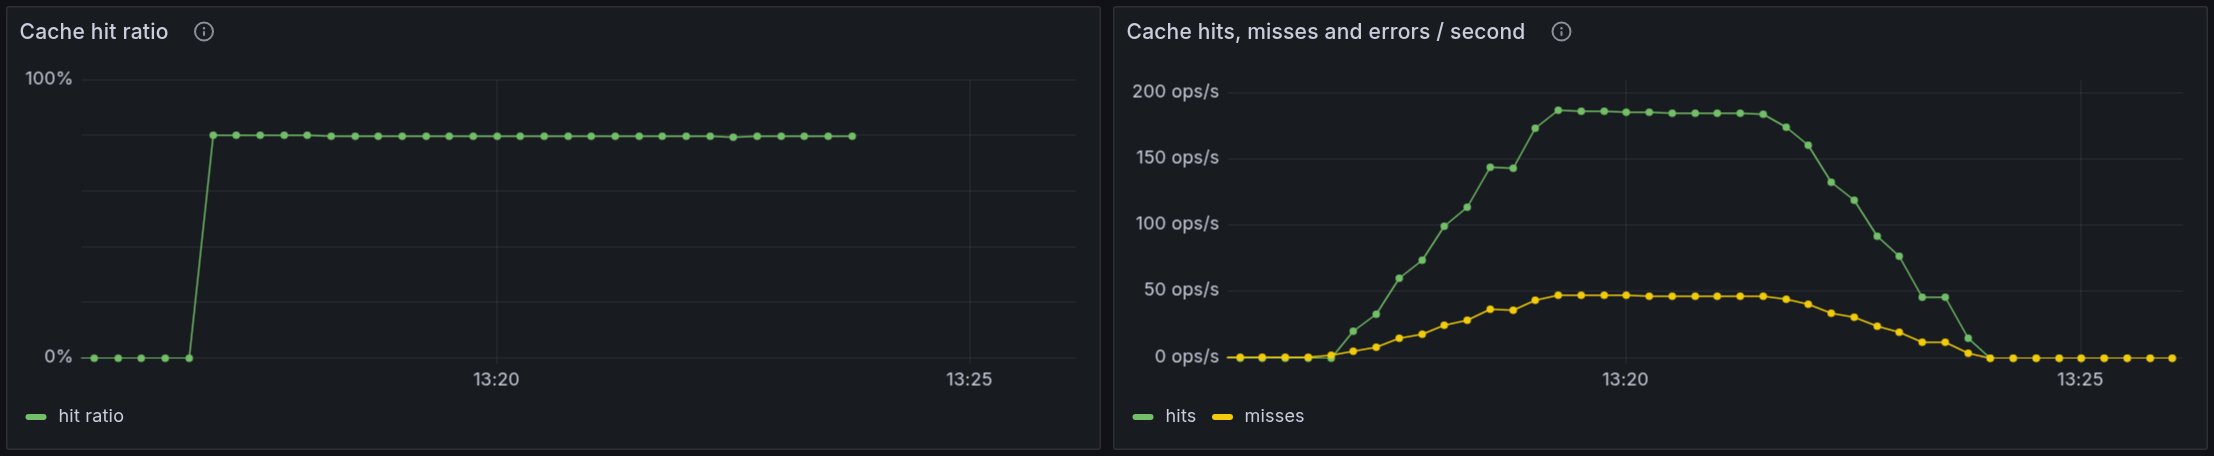 Cache hit ratio
100%
0%
13:20
13:25
hit ratio
Cache hits, misses and errors / second
200 ops/s
150 ops/s
100 ops/s
50 ops/s
0 ops/s
13:20
13:25
hits
misses